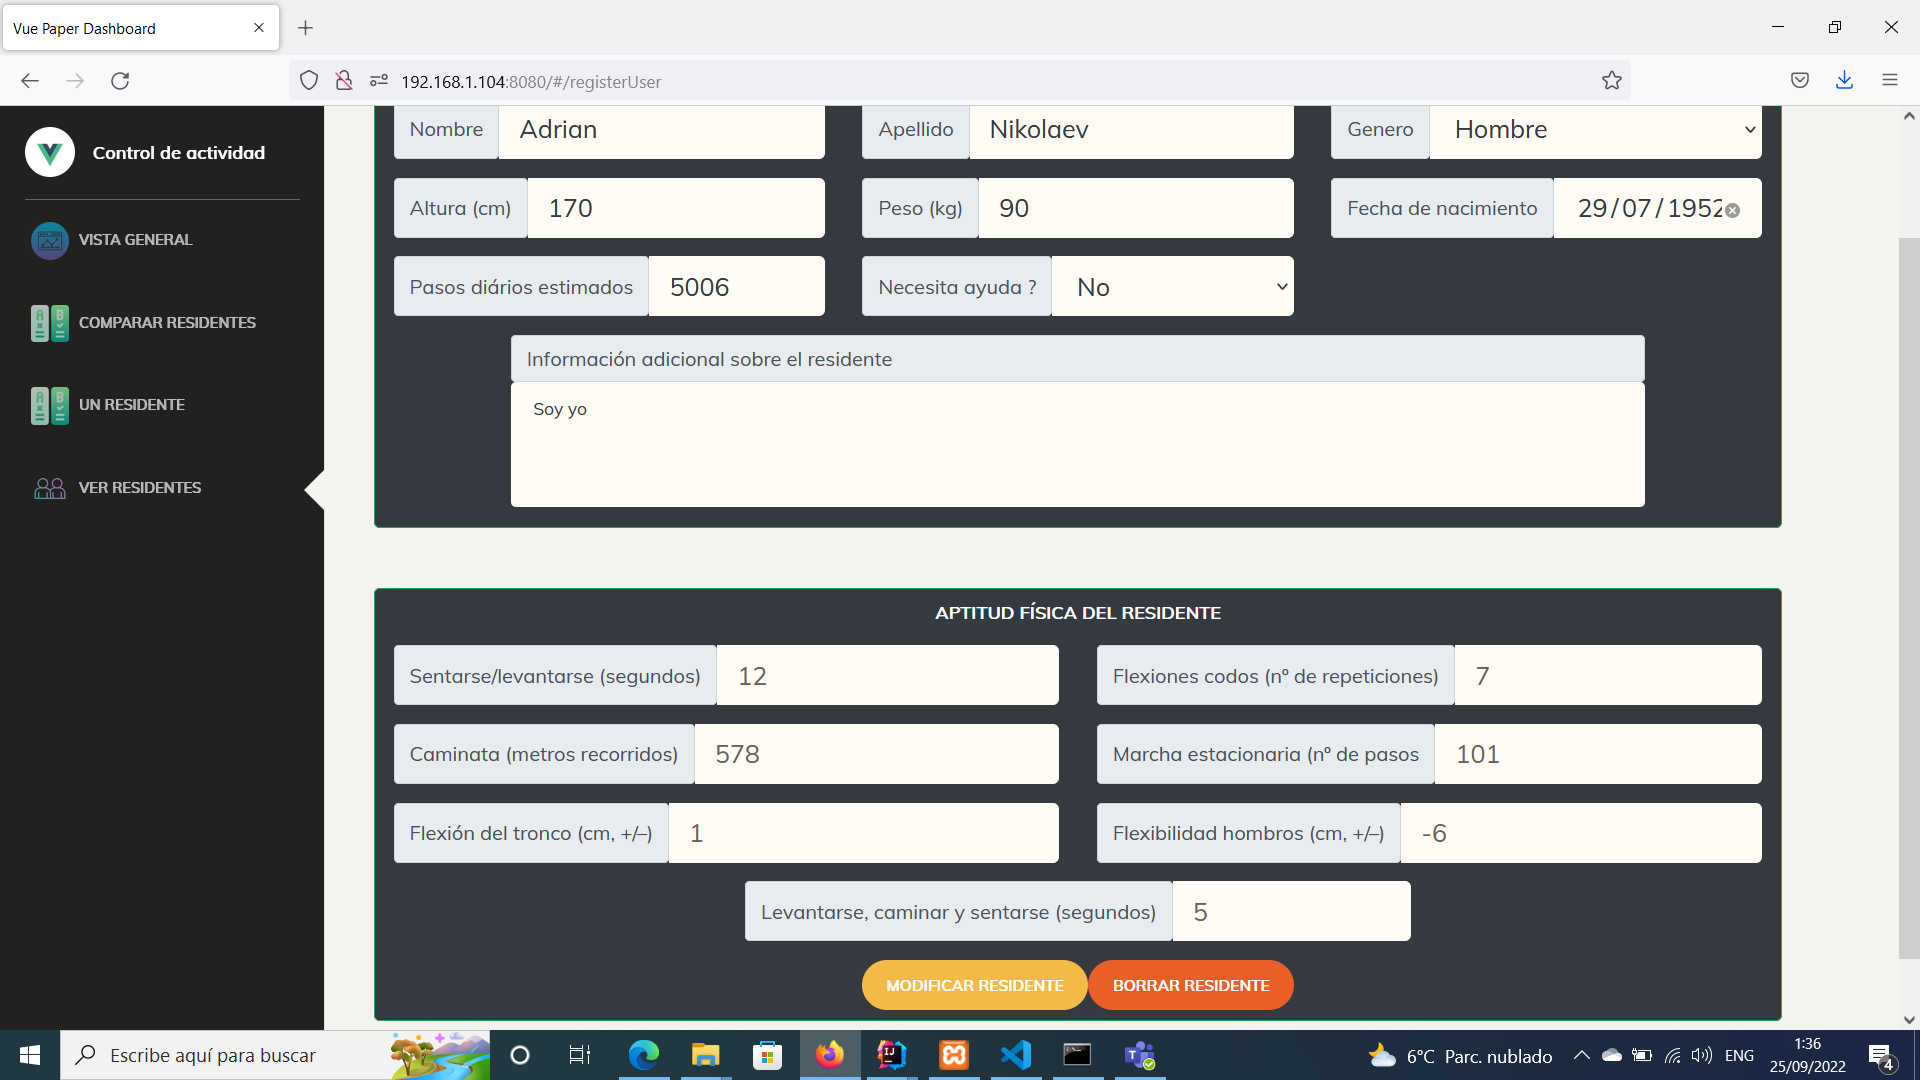 Vue Paper Dashboard
192.168.1.104:8080/#/registerUser
Control de actividad
VISTA GENERAL
COMPARAR RESIDENTES
UN RESIDENTE
VER RESIDENTES
Nombre Adrian Apellido Nikolaev Genero Hombre
Altura (cm) 170 Peso (kg) 90 Fecha de nacimiento 29/07/1952
Pasos diários estimados 5006 Necesita ayuda ? No
Información adicional sobre el residente
Soy yo
APTITUD FÍSICA DEL RESIDENTE
Sentarse/levantarse (segundos) 12 Flexiones codos (nº de repeticiones) 7
Caminata (metros recorridos) 578 Marcha estacionaria (nº de pasos 101
Flexión del tronco (cm, +/–) 1 Flexibilidad hombros (cm, +/–) -6
Levantarse, caminar y sentarse (segundos) 5
MODIFICAR RESIDENTE BORRAR RESIDENTE
Escribe aquí para buscar 6°C Parc. nublado ENG 1:36
25/09/2022 4